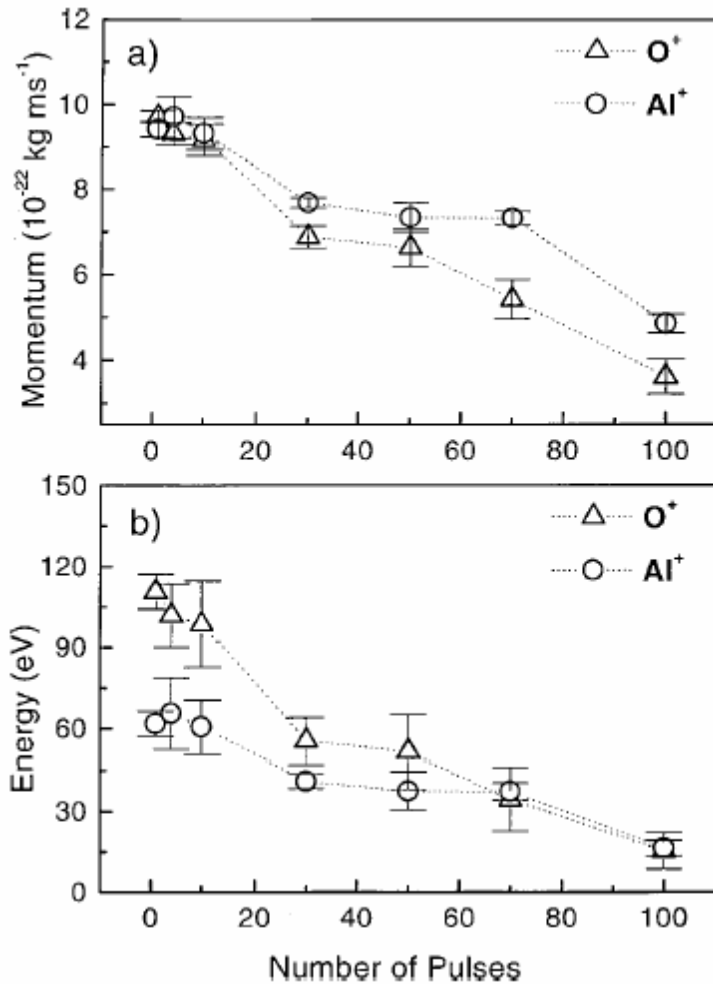 12
a)
O⁺
Al⁺
10
8
6
4
Momentum (10⁻²² kg ms⁻¹)
0 20 40 60 80 100
150
b)
O⁺
Al⁺
120
90
60
30
0
Energy (eV)
0 20 40 60 80 100
Number of Pulses